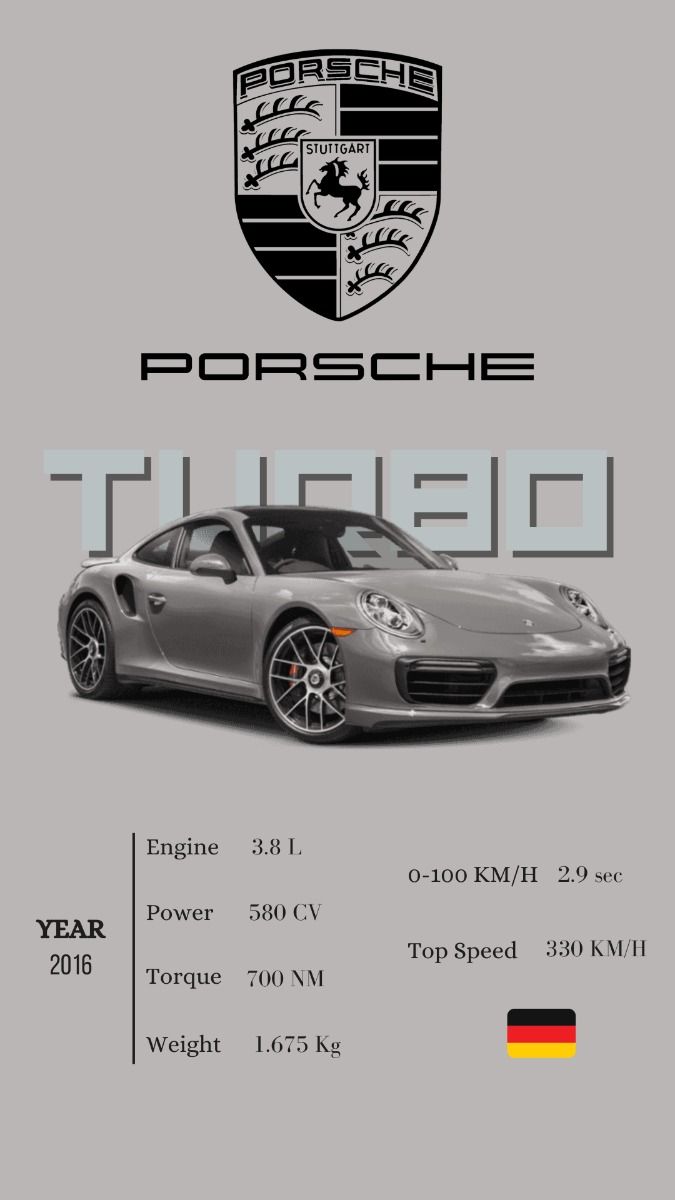 PORSCHE
STUTTGART
PORSCHE
TURBO
Engine 3.8 L
0-100 KM/H 2.9 sec
Power 580 CV
YEAR
2016
Top Speed 330 KM/H
Torque 700 NM
Weight 1.675 Kg